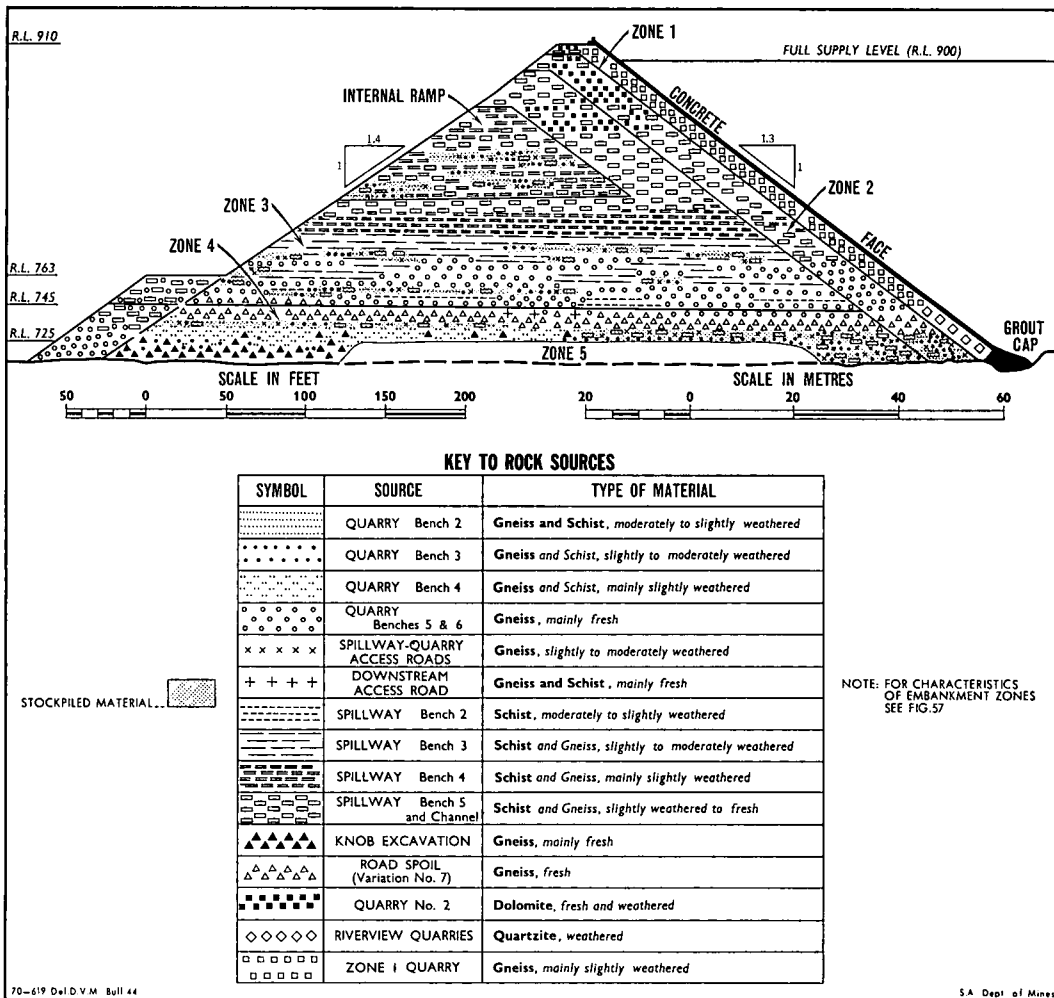 R.L. 910
ZONE 1
FULL SUPPLY LEVEL (R.L. 900)
INTERNAL RAMP
CONCRETE
FACE
1.4
1
1.3
1
ZONE 2
ZONE 3
ZONE 4
R.L. 763
R.L. 745
R.L. 725
ZONE 5
GROUT
CAP
SCALE IN FEET
50 0 50 100 150 200
SCALE IN METRES
20 0 20 40 60
KEY TO ROCK SOURCES
SYMBOL SOURCE TYPE OF MATERIAL
QUARRY Bench 2 Gneiss and Schist, moderately to slightly weathered
QUARRY Bench 3 Gneiss and Schist, slightly to moderately weathered
QUARRY Bench 4 Gneiss and Schist, mainly slightly weathered
QUARRY
Benches 5 & 6 Gneiss, mainly fresh
SPILLWAY-QUARRY
ACCESS ROADS Gneiss, slightly to moderately weathered
DOWNSTREAM
ACCESS ROAD Gneiss and Schist, mainly fresh
SPILLWAY Bench 2 Schist, moderately to slightly weathered
SPILLWAY Bench 3 Schist and Gneiss, slightly to moderately weathered
SPILLWAY Bench 4 Schist and Gneiss, mainly slightly weathered
SPILLWAY Bench 5
and Channel Schist and Gneiss, slightly weathered to fresh
KNOB EXCAVATION Gneiss, mainly fresh
ROAD SPOIL
(Variation No. 7) Gneiss, fresh
QUARRY No. 2 Dolomite, fresh and weathered
RIVERVIEW QUARRIES Quartzite, weathered
ZONE 1 QUARRY Gneiss, mainly slightly weathered
STOCKPILED MATERIAL
NOTE: FOR CHARACTERISTICS
OF EMBANKMENT ZONES
SEE FIG.57
70-619 Del.D.V.M Bull 44
S.A. Dept of Mines